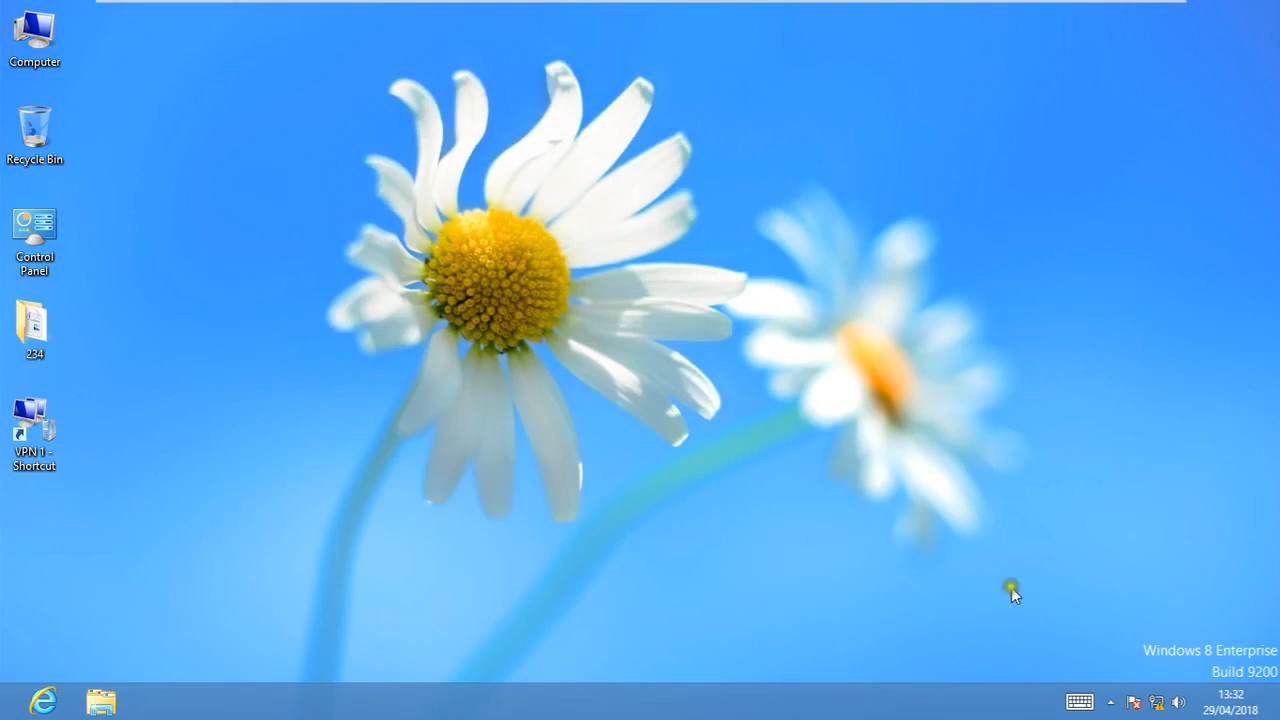 Computer
Recycle Bin
Control
Panel
234
VPN 1 -
Shortcut
Windows 8 Enterprise
Build 9200
13:32
29/04/2018